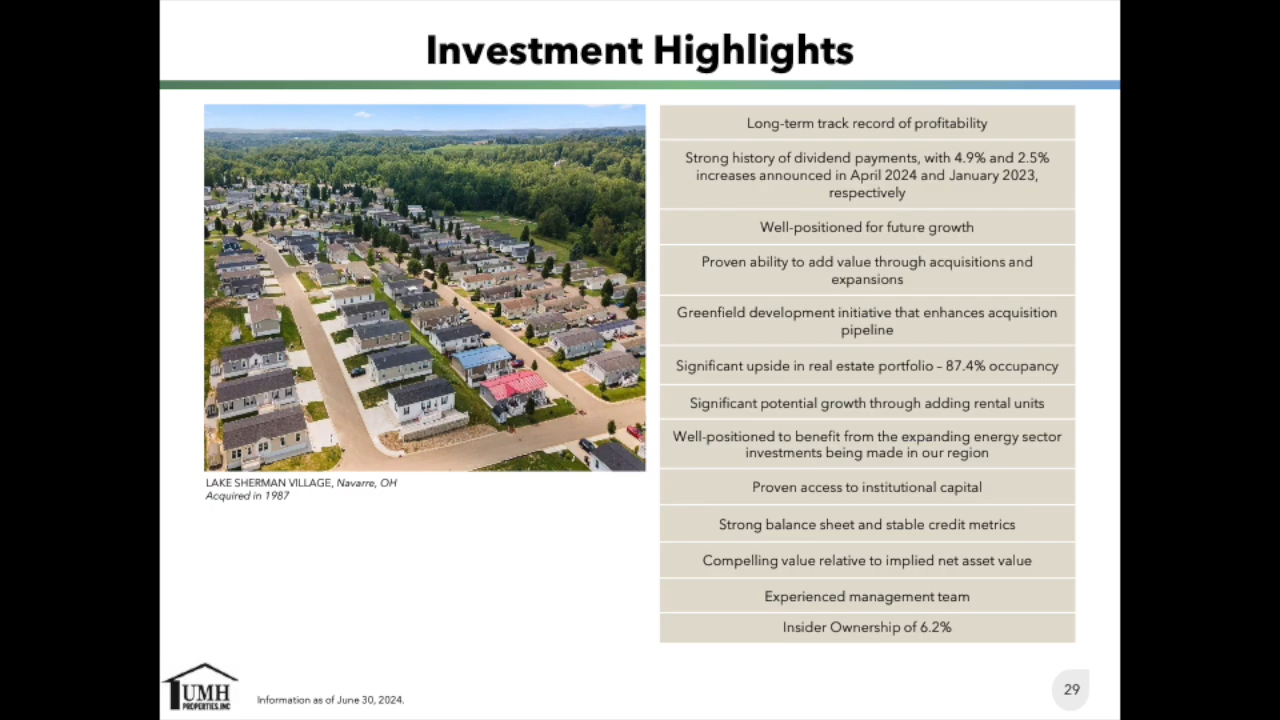 Investment Highlights
LAKE SHERMAN VILLAGE, Navarre, OH
Acquired in 1987
Long-term track record of profitability
Strong history of dividend payments, with 4.9% and 2.5%
increases announced in April 2024 and January 2023,
respectively
Well-positioned for future growth
Proven ability to add value through acquisitions and
expansions
Greenfield development initiative that enhances acquisition
pipeline
Significant upside in real estate portfolio – 87.4% occupancy
Significant potential growth through adding rental units
Well-positioned to benefit from the expanding energy sector
investments being made in our region
Proven access to institutional capital
Strong balance sheet and stable credit metrics
Compelling value relative to implied net asset value
Experienced management team
Insider Ownership of 6.2%
UMH
PROPERTIES, INC
Information as of June 30, 2024.
29